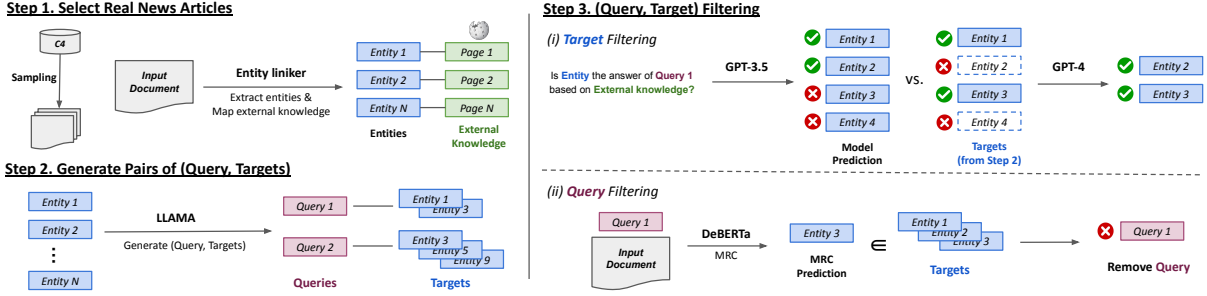 Step 1. Select Real News Articles
C4
Sampling
Input
Document
Entity liniker
Extract entities &
Map external knowledge
Entity 1
Entity 2
Entity N
Entities
Page 1
Page 2
Page N
External
Knowledge
Step 2. Generate Pairs of (Query, Targets)
Entity 1
Entity 2
Entity N
LLAMA
Generate (Query, Targets)
Query 1
Query 2
Queries
Entity 1
Entity 3
Entity 3
Entity 5
Entity 9
Targets
Step 3. (Query, Target) Filtering
(i) Target Filtering
Is Entity the answer of Query 1
based on External knowledge?
GPT-3.5
Entity 1
Entity 2
Entity 3
Entity 4
Model
Prediction
VS.
Entity 1
Entity 2
Entity 3
Entity 4
Targets
(from Step 2)
GPT-4
Entity 2
Entity 3
(ii) Query Filtering
Query 1
Input
Document
DeBERTa
MRC
Entity 3
MRC
Prediction
∈
Entity 1
Entity 2
Entity 3
Targets
Query 1
Remove Query